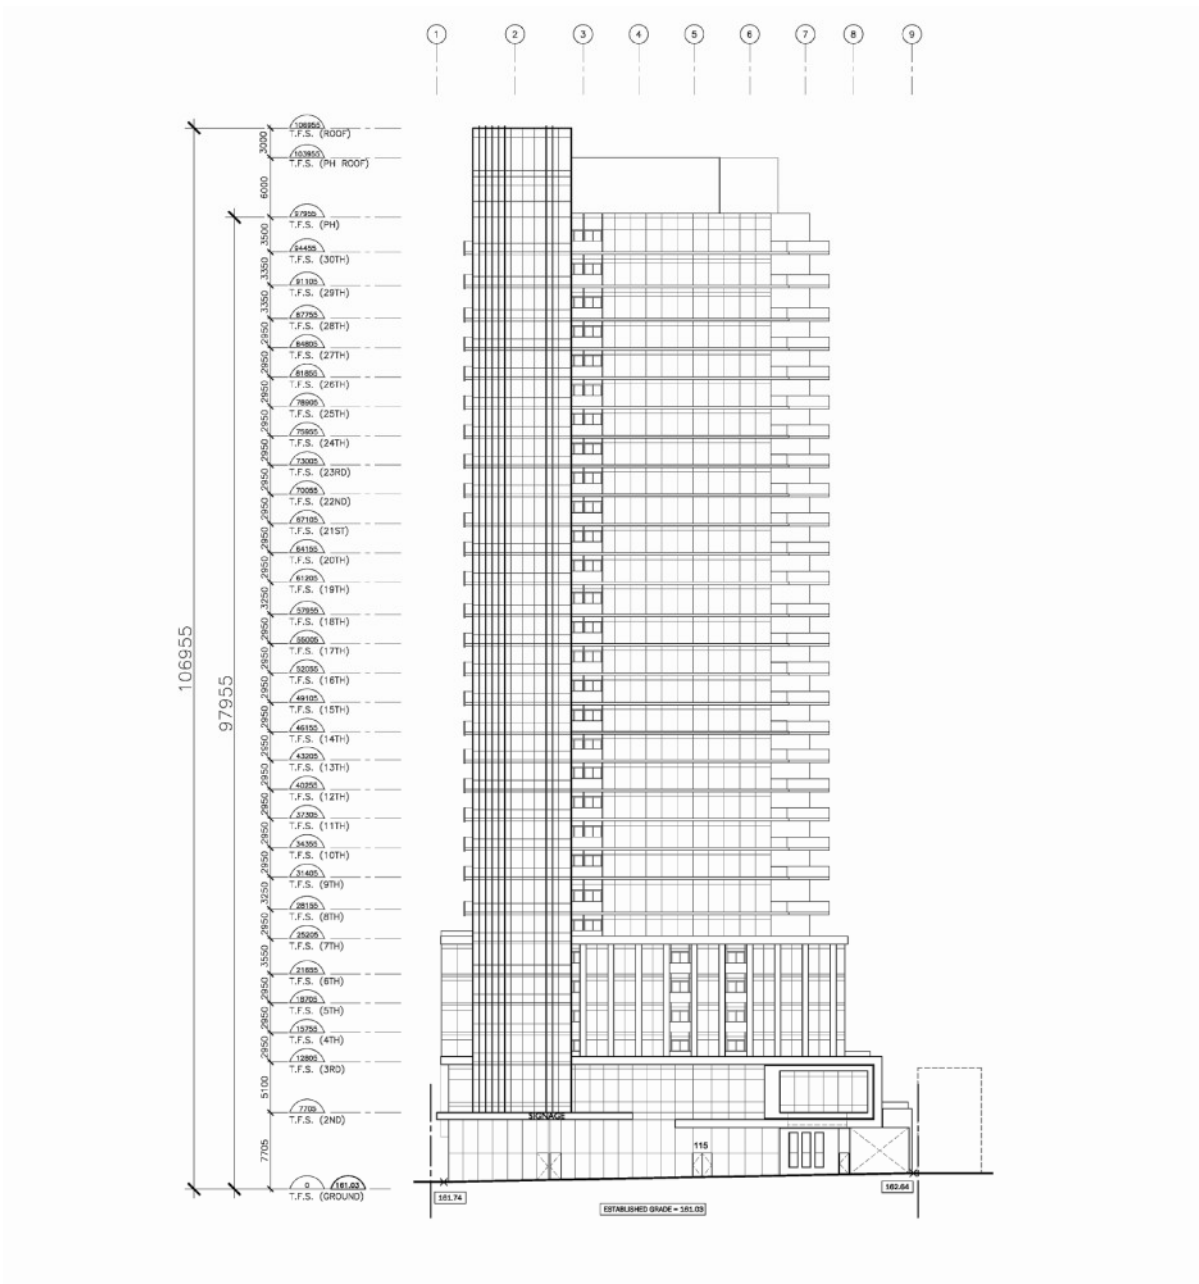 1 2 3 4 5 6 7 8 9
106955
T.F.S. (ROOF)
3000
103955
T.F.S. (PH ROOF)
6000
97955
T.F.S. (PH)
3500
94455
T.F.S. (30TH)
3350
91105
T.F.S. (29TH)
3350
87755
T.F.S. (28TH)
2950
84805
T.F.S. (27TH)
2950
81855
T.F.S. (26TH)
2950
78905
T.F.S. (25TH)
2950
75955
T.F.S. (24TH)
2950
73005
T.F.S. (23RD)
2950
70055
T.F.S. (22ND)
2950
67105
T.F.S. (21ST)
2950
64155
T.F.S. (20TH)
2950
61205
T.F.S. (19TH)
3250
57955
T.F.S. (18TH)
2950
55005
T.F.S. (17TH)
2950
52055
T.F.S. (16TH)
2950
49105
T.F.S. (15TH)
2950
46155
T.F.S. (14TH)
2950
43205
T.F.S. (13TH)
2950
40255
T.F.S. (12TH)
2950
37305
T.F.S. (11TH)
2950
34355
T.F.S. (10TH)
2950
31405
T.F.S. (9TH)
3250
28155
T.F.S. (8TH)
2950
25205
T.F.S. (7TH)
3550
21655
T.F.S. (6TH)
2950
18705
T.F.S. (5TH)
2950
15755
T.F.S. (4TH)
2950
12805
T.F.S. (3RD)
5100
7705
T.F.S. (2ND)
7705
0 161.03
T.F.S. (GROUND)
106955
97955
SIGNAGE
115
161.74
162.64
ESTABLISHED GRADE = 161.03